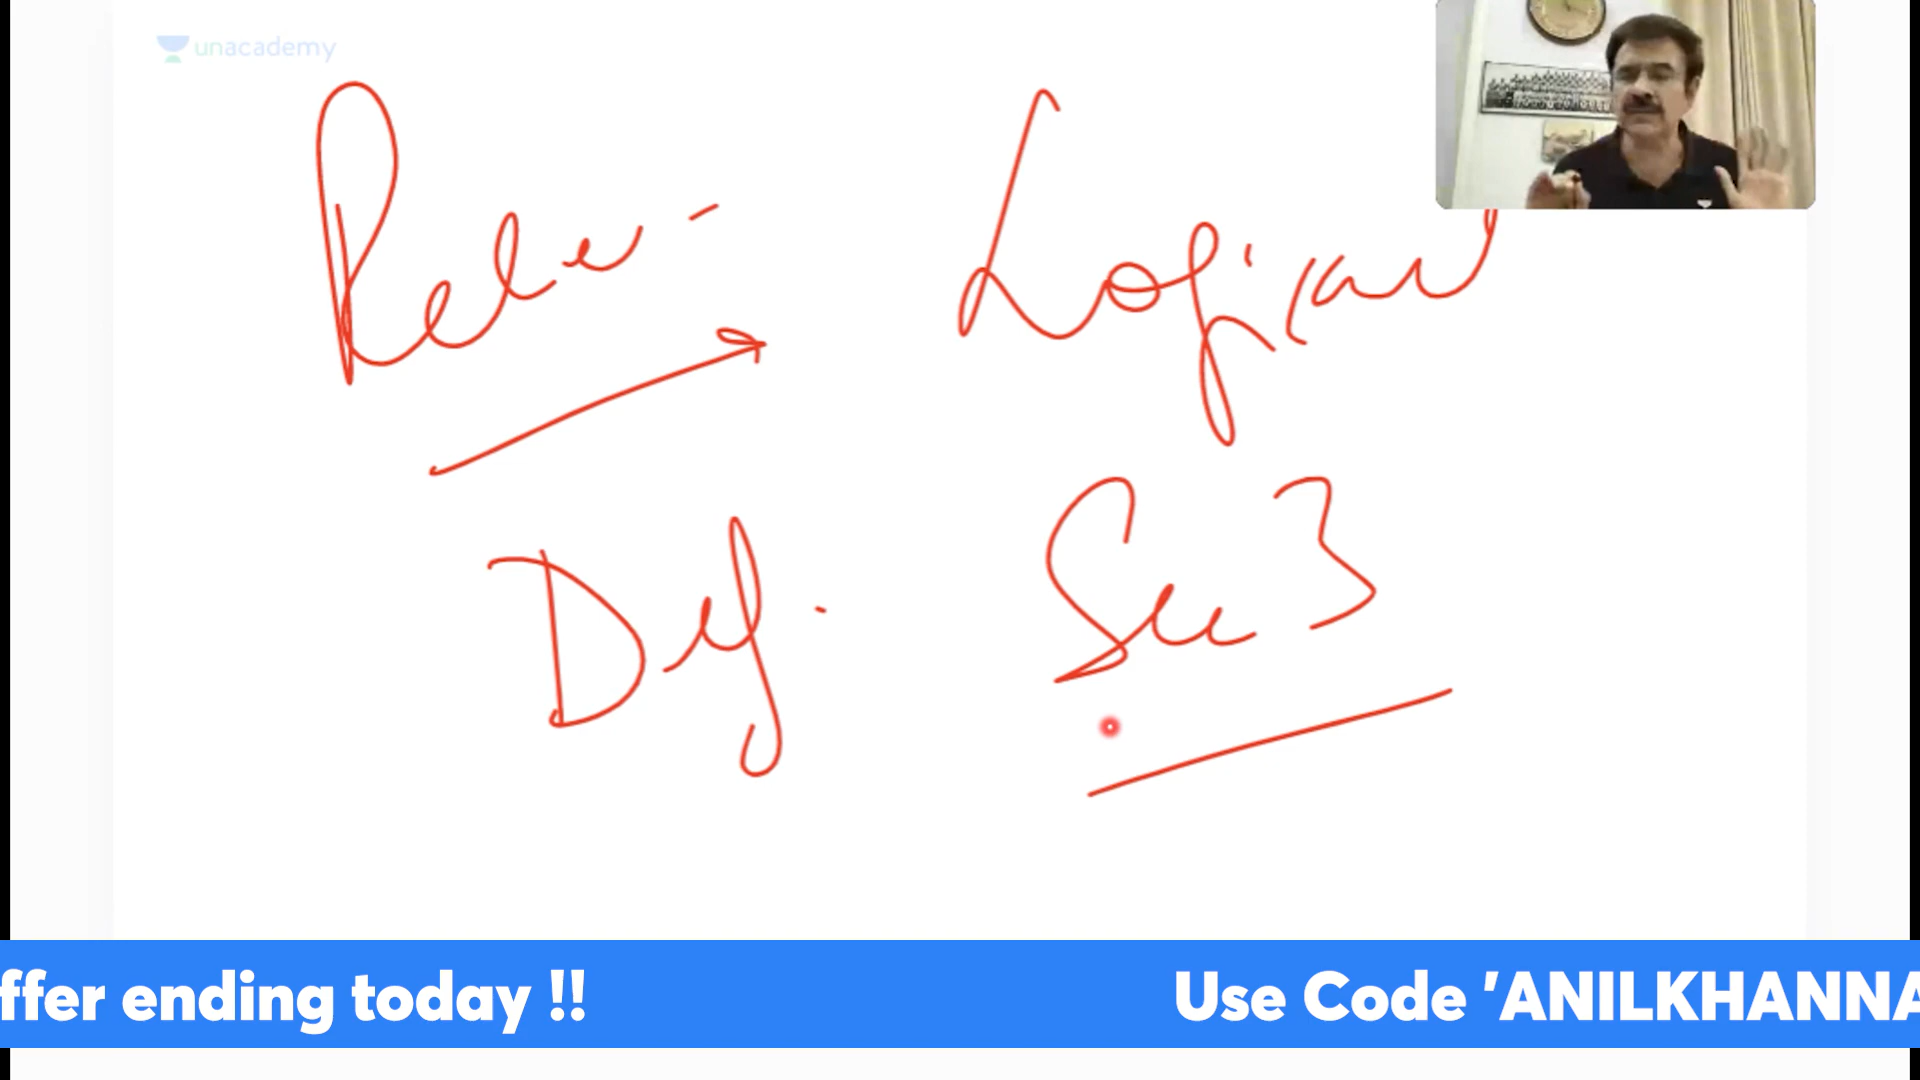 unacademy
Rele -
Logical
Def.
Sec 3
ffer ending today !!
Use Code 'ANILKHANNA